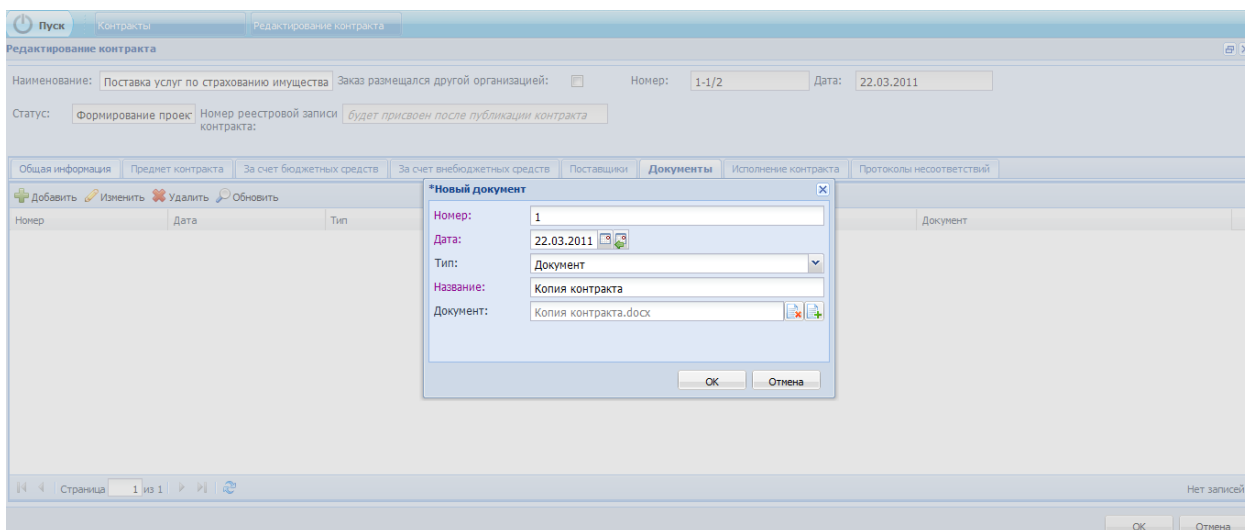 Пуск Контракты Редактирование контракта
Редактирование контракта
Наименование: Поставка услуг по страхованию имущества Заказ размещался другой организацией: Номер: 1-1/2 Дата: 22.03.2011
Статус: Формирование проек Номер реестровой записи контракта: будет присвоен после публикации контракта
Общая информация Предмет контракта За счет бюджетных средств За счет внебюджетных средств Поставщики Документы Исполнение контракта Протоколы несоответствий
Добавить Изменить Удалить Обновить
Номер Дата Тип Документ
*Новый документ
Номер: 1
Дата: 22.03.2011
Тип: Документ
Название: Копия контракта
Документ: Копия контракта.docx
ОК Отмена
Страница 1 из 1 Нет записей
ОК Отмена